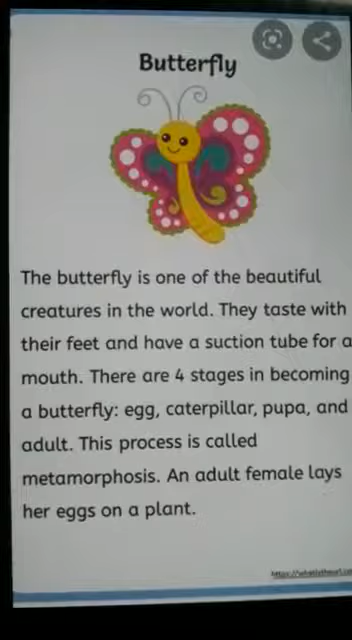 Butterfly
The butterfly is one of the beautiful
creatures in the world. They taste with
their feet and have a suction tube for a
mouth. There are 4 stages in becoming
a butterfly: egg, caterpillar, pupa, and
adult. This process is called
metamorphosis. An adult female lays
her eggs on a plant.